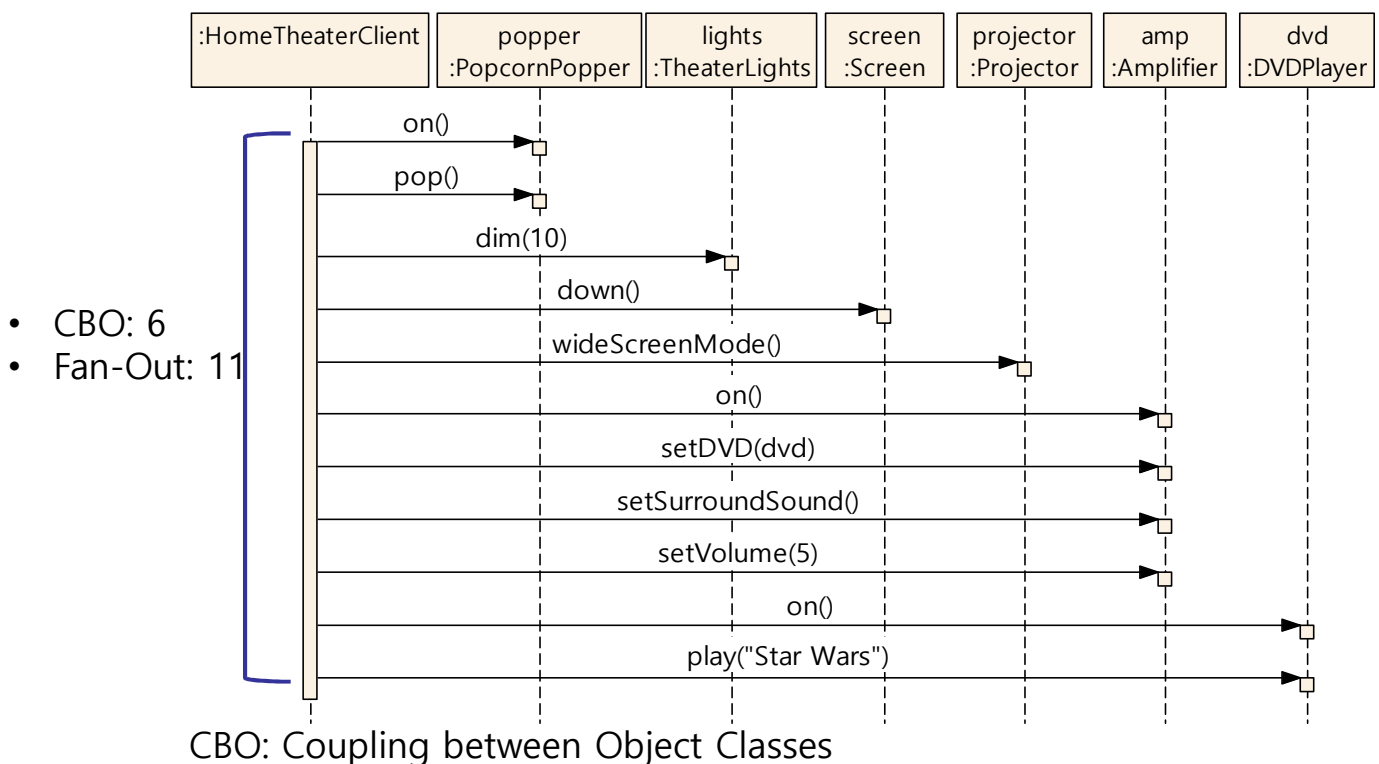 :HomeTheaterClient
popper
:PopcornPopper
lights
:TheaterLights
screen
:Screen
projector
:Projector
amp
:Amplifier
dvd
:DVDPlayer
on()
pop()
dim(10)
down()
• CBO: 6
wideScreenMode()
• Fan-Out: 11
on()
setDVD(dvd)
setSurroundSound()
setVolume(5)
on()
play("Star Wars")
CBO: Coupling between Object Classes